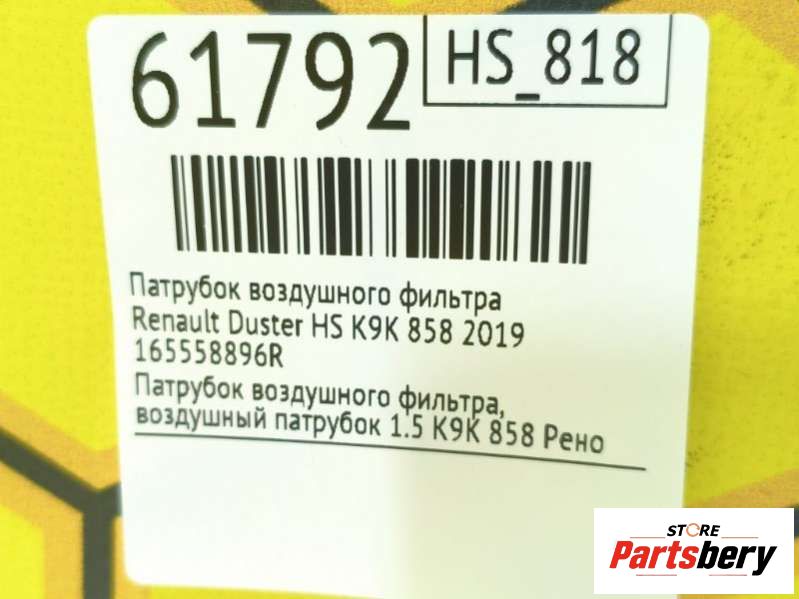 61792
HS_818
Патрубок воздушного фильтра
Renault Duster HS K9K 858 2019
165558896R
Патрубок воздушного фильтра,
воздушный патрубок 1.5 K9K 858 Рено
STORE
Partsbery